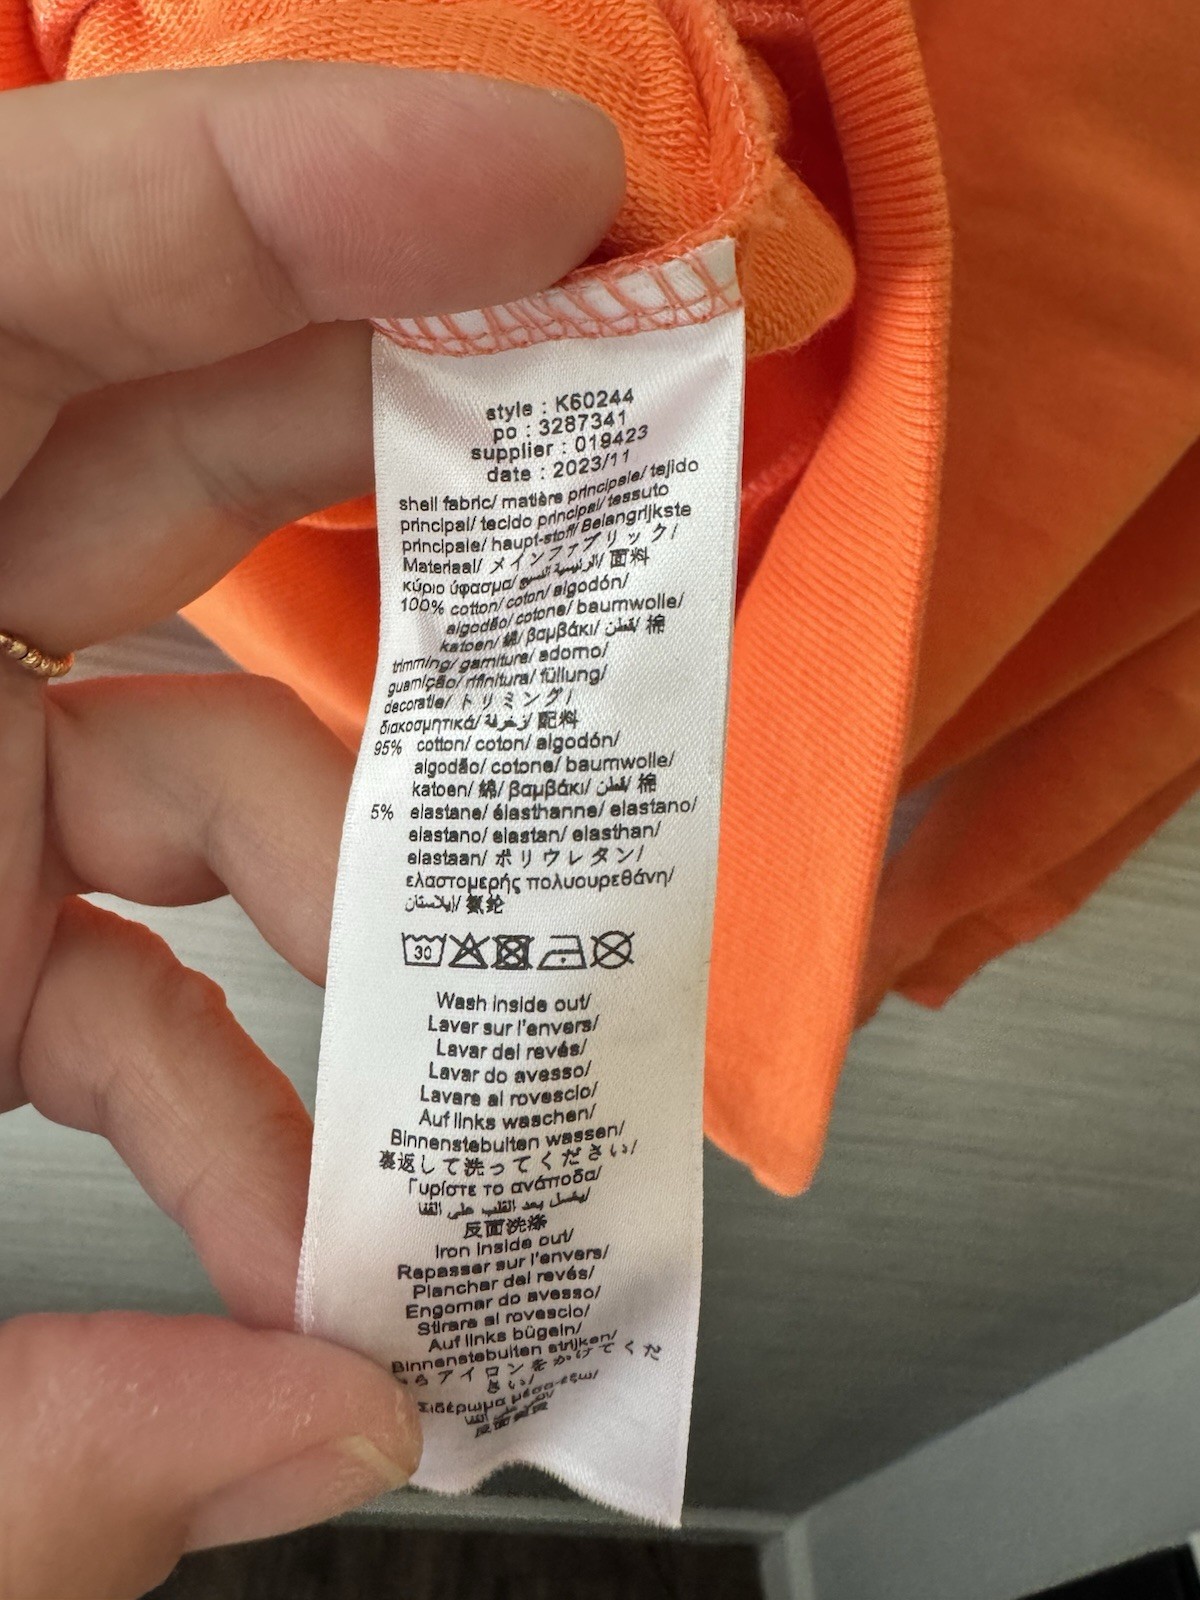 style : K60244
po : 3287341
supplier : 019423
date : 2023/11
shell fabric/ matière principale/ tejido
principal/ tecido principal/ tessuto
principale/ haupt-stoff/ Belangrijkste
Materiaal/ メインファブリック/
κύριο ύφασμα/ النسيج الرئيسية/ 面料
100% cotton/ coton/ algodón/
algodão/ cotone/ baumwolle/
katoen/ 綿/ βαμβάκι/ قطن/ 棉
trimming/ garniture/ adorno/
guarnição/ rifinitura/ füllung/
decoratie/ トリミング/
διακοσμητικά/ زخرفة/ 配料
95% cotton/ coton/ algodón/
algodão/ cotone/ baumwolle/
katoen/ 綿/ βαμβάκι/ قطن/ 棉
5% elastane/ élasthanne/ elastano/
elastano/ elastan/ elasthan/
elastaan/ ポリウレタン/
ελαστομερής πολυουρεθάνη/
إيلاستان/ 氨纶
30
Wash inside out/
Laver sur l'envers/
Lavar del revés/
Lavar do avesso/
Lavare al rovescio/
Auf links waschen/
Binnenstebuiten wassen/
裏返して洗ってください/
Γυρίστε το ανάποδα/
يغسل بعد القلب على القفا/
反面洗涤
Iron inside out/
Repasser sur l'envers/
Planchar del revés/
Engomar do avesso/
Stirare al rovescio/
Auf links bügeln/
Binnenstebuiten strijken/
らアイロンをかけてくだ
さい/
Σιδέρωμα μέσα-έξω/